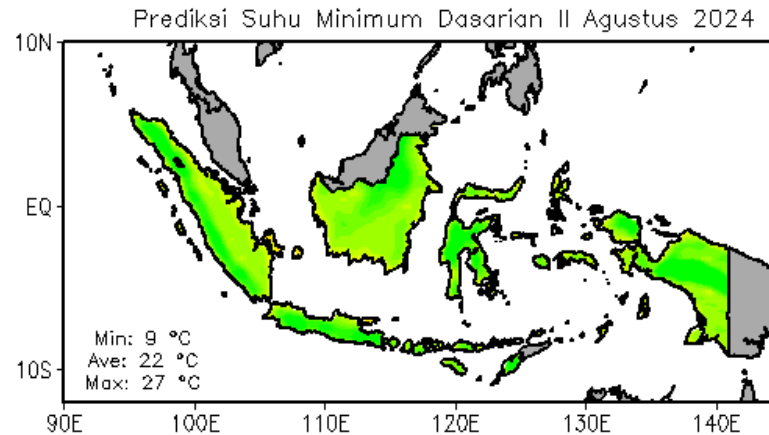 Prediksi Suhu Minimum Dasarian II Agustus 2024
10N
EQ
10S
Min: 9 °C
Ave: 22 °C
Max: 27 °C
90E 100E 110E 120E 130E 140E